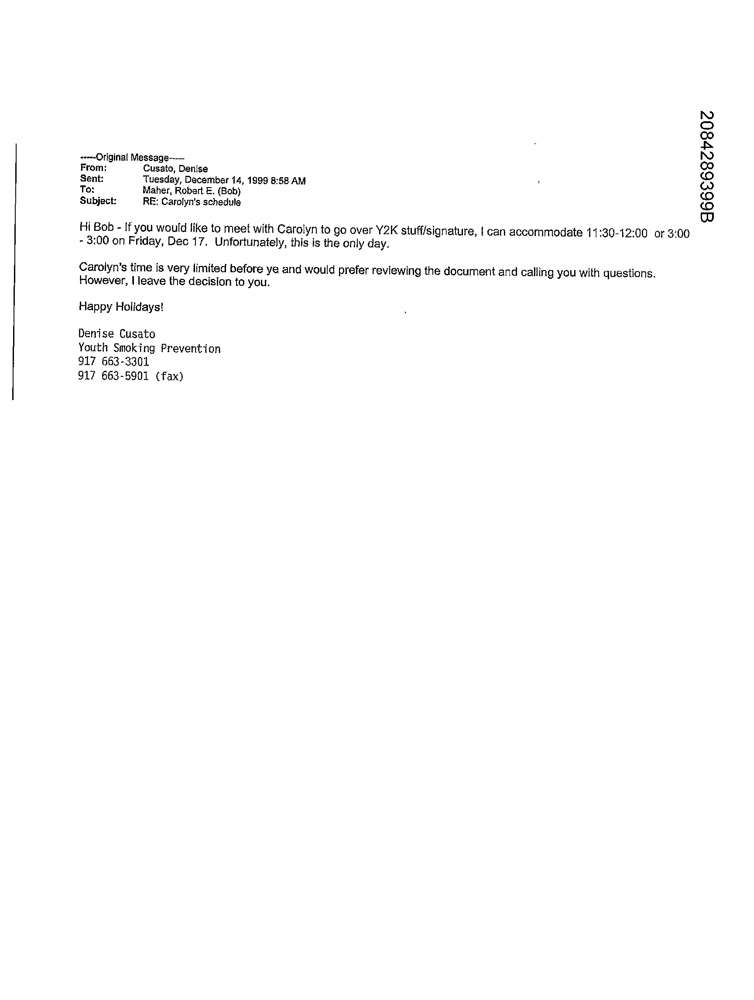 -----Original Message-----
From: Cusato, Denise
Sent: Tuesday, December 14, 1999 8:58 AM
To: Maher, Robert E. (Bob)
Subject: RE: Carolyn's schedule
Hi Bob - If you would like to meet with Carolyn to go over Y2K stuff/signature, I can accommodate 11:30-12:00 or 3:00
- 3:00 on Friday, Dec 17. Unfortunately, this is the only day.
Carolyn's time is very limited before ye and would prefer reviewing the document and calling you with questions.
However, I leave the decision to you.
Happy Holidays!
Denise Cusato
Youth Smoking Prevention
917 663-3301
917 663-5901 (fax)
2084289399B